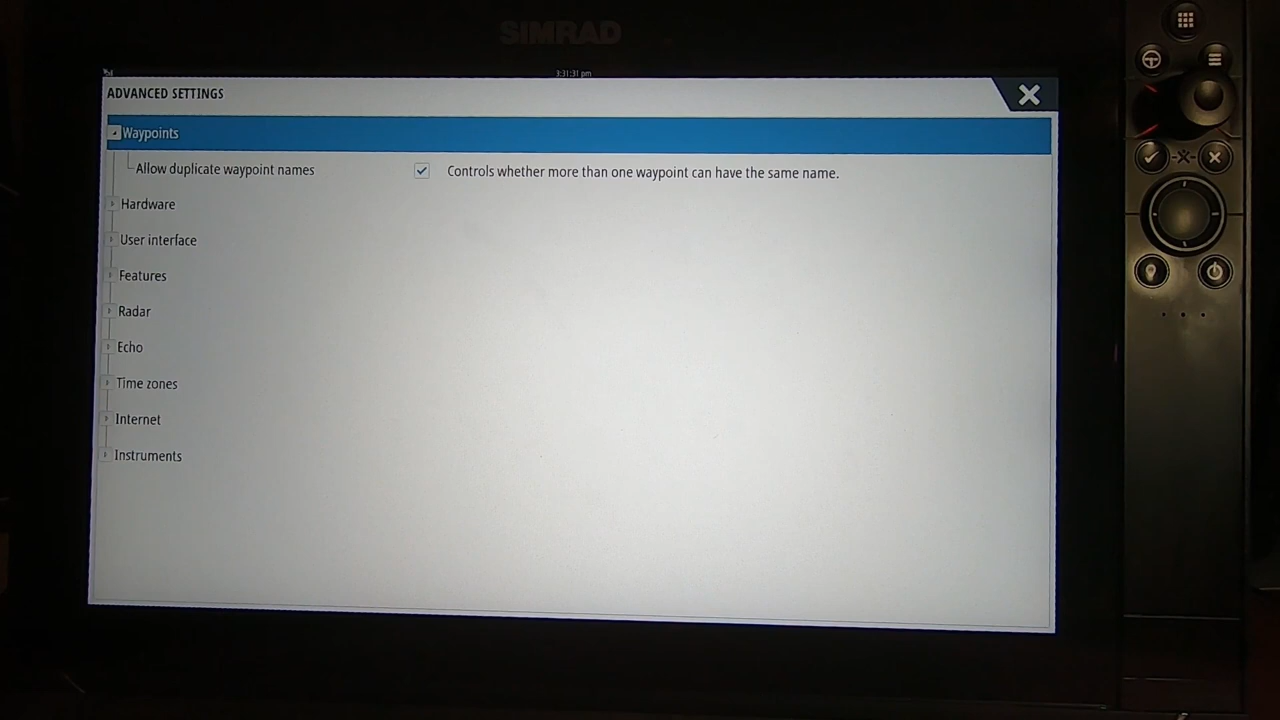 SIMRAD
3:31:31 pm
ADVANCED SETTINGS
Waypoints
Allow duplicate waypoint names Controls whether more than one waypoint can have the same name.
Hardware
User interface
Features
Radar
Echo
Time zones
Internet
Instruments